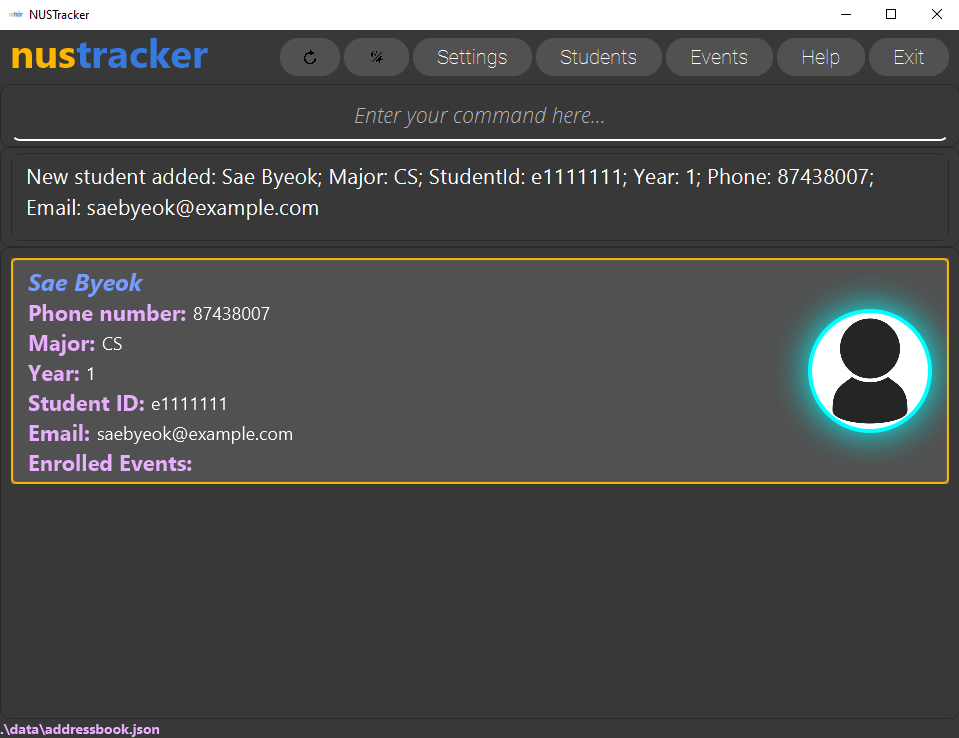 NUSTracker
nustracker
Settings
Students
Events
Help
Exit
Enter your command here...
New student added: Sae Byeok; Major: CS; StudentId: e1111111; Year: 1; Phone: 87438007;
Email: saebyeok@example.com
Sae Byeok
Phone number: 87438007
Major: CS
Year: 1
Student ID: e1111111
Email: saebyeok@example.com
Enrolled Events:
.\data\addressbook.json